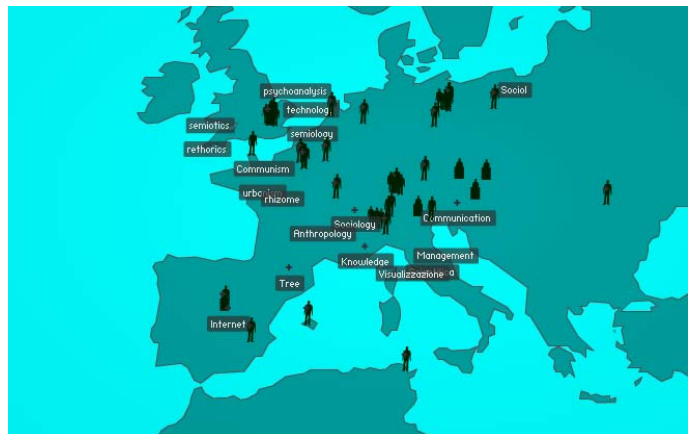 psychoanalysis
Sociol
technolog
semiotics
semiology
rethorics
Communism
rhizome
Sociology
Communication
Anthropology
Management
Knowledge
Visualizzazione
Tree
Internet